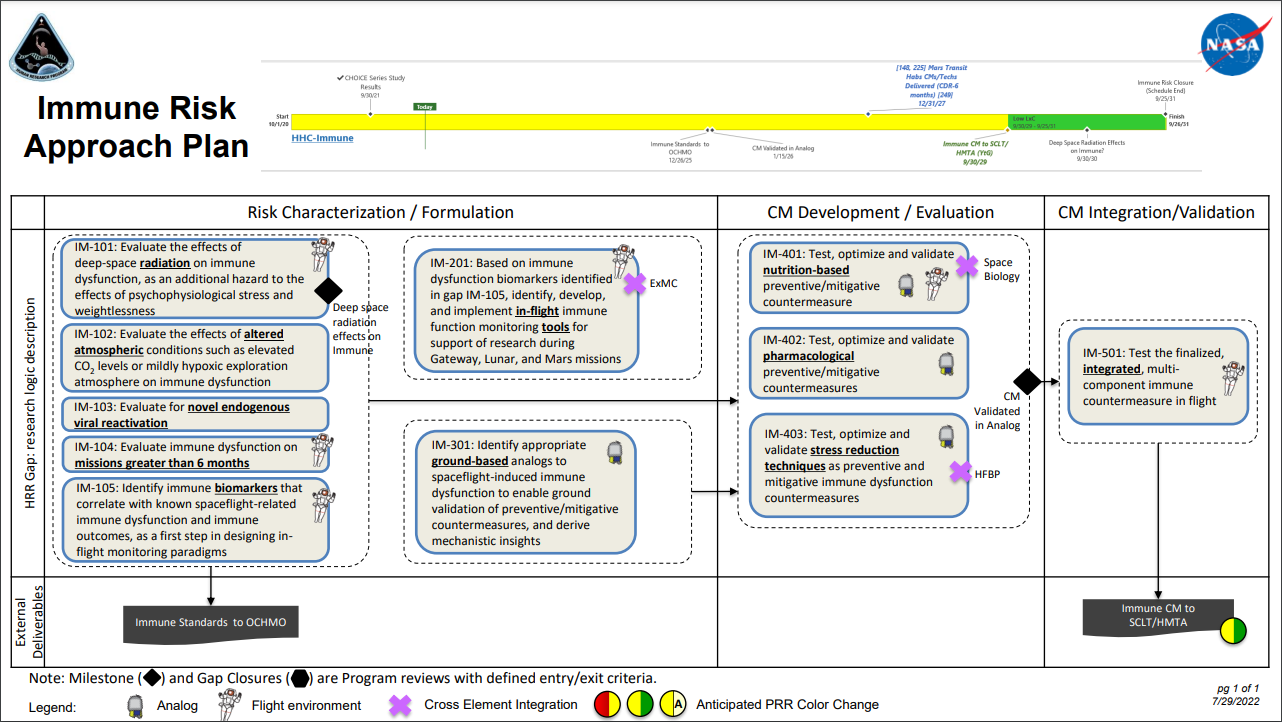 HUMAN RESEARCH PROGRAM
NASA
Immune Risk
Approach Plan
✔CHOICE Series Study
Results
9/30/21
Today
[148, 225] Mars Transit
Habs CMs/Techs
Delivered (CDR-6
months) [249]
12/31/27
Immune Risk Closure
(Schedule End)
9/25/31
Start
10/1/20
Low LxC
9/30/29 - 9/25/31
Finish
9/26/31
HHC-Immune
Immune Standards to
OCHMO
12/26/25
CM Validated in Analog
1/15/26
Immune CM to SCLT/
HMTA (YtG)
9/30/29
Deep Space Radiation Effects
on Immune?
9/30/30
Risk Characterization / Formulation
CM Development / Evaluation
CM Integration/Validation
HRR Gap: research logic description
IM-101: Evaluate the effects of
deep-space radiation on immune
dysfunction, as an additional hazard to the
effects of psychophysiological stress and
weightlessness
Deep space
radiation
effects on
Immune
IM-102: Evaluate the effects of altered
atmospheric conditions such as elevated
CO2 levels or mildly hypoxic exploration
atmosphere on immune dysfunction
IM-103: Evaluate for novel endogenous
viral reactivation
IM-104: Evaluate immune dysfunction on
missions greater than 6 months
IM-105: Identify immune biomarkers that
correlate with known spaceflight-related
immune dysfunction and immune
outcomes, as a first step in designing in-
flight monitoring paradigms
IM-201: Based on immune
dysfunction biomarkers identified
in gap IM-105, identify, develop,
and implement in-flight immune
function monitoring tools for
support of research during
Gateway, Lunar, and Mars missions
ExMC
IM-301: Identify appropriate
ground-based analogs to
spaceflight-induced immune
dysfunction to enable ground
validation of preventive/mitigative
countermeasures, and derive
mechanistic insights
IM-401: Test, optimize and validate
nutrition-based
preventive/mitigative
countermeasure
Space
Biology
IM-402: Test, optimize and validate
pharmacological
preventive/mitigative
countermeasures
IM-403: Test, optimize and
validate stress reduction
techniques as preventive and
mitigative immune dysfunction
countermeasures
HFBP
CM
Validated
in Analog
IM-501: Test the finalized,
integrated, multi-
component immune
countermeasure in flight
External
Deliverables
Immune Standards to OCHMO
Immune CM to
SCLT/HMTA
Note: Milestone (◆) and Gap Closures (⬣) are Program reviews with defined entry/exit criteria.
Legend:
Analog
Flight environment
Cross Element Integration
A
Anticipated PRR Color Change
pg 1 of 1
7/29/2022